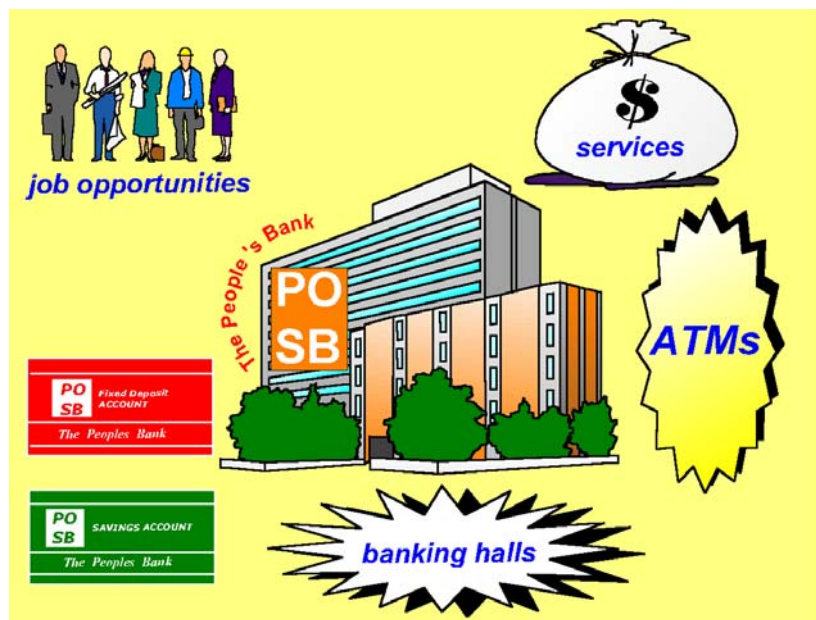 $
services
job opportunities
The People's Bank
PO
SB
ATMs
PO
SB
Fixed Deposit
ACCOUNT
The Peoples Bank
PO
SB
SAVINGS ACCOUNT
The Peoples Bank
banking halls